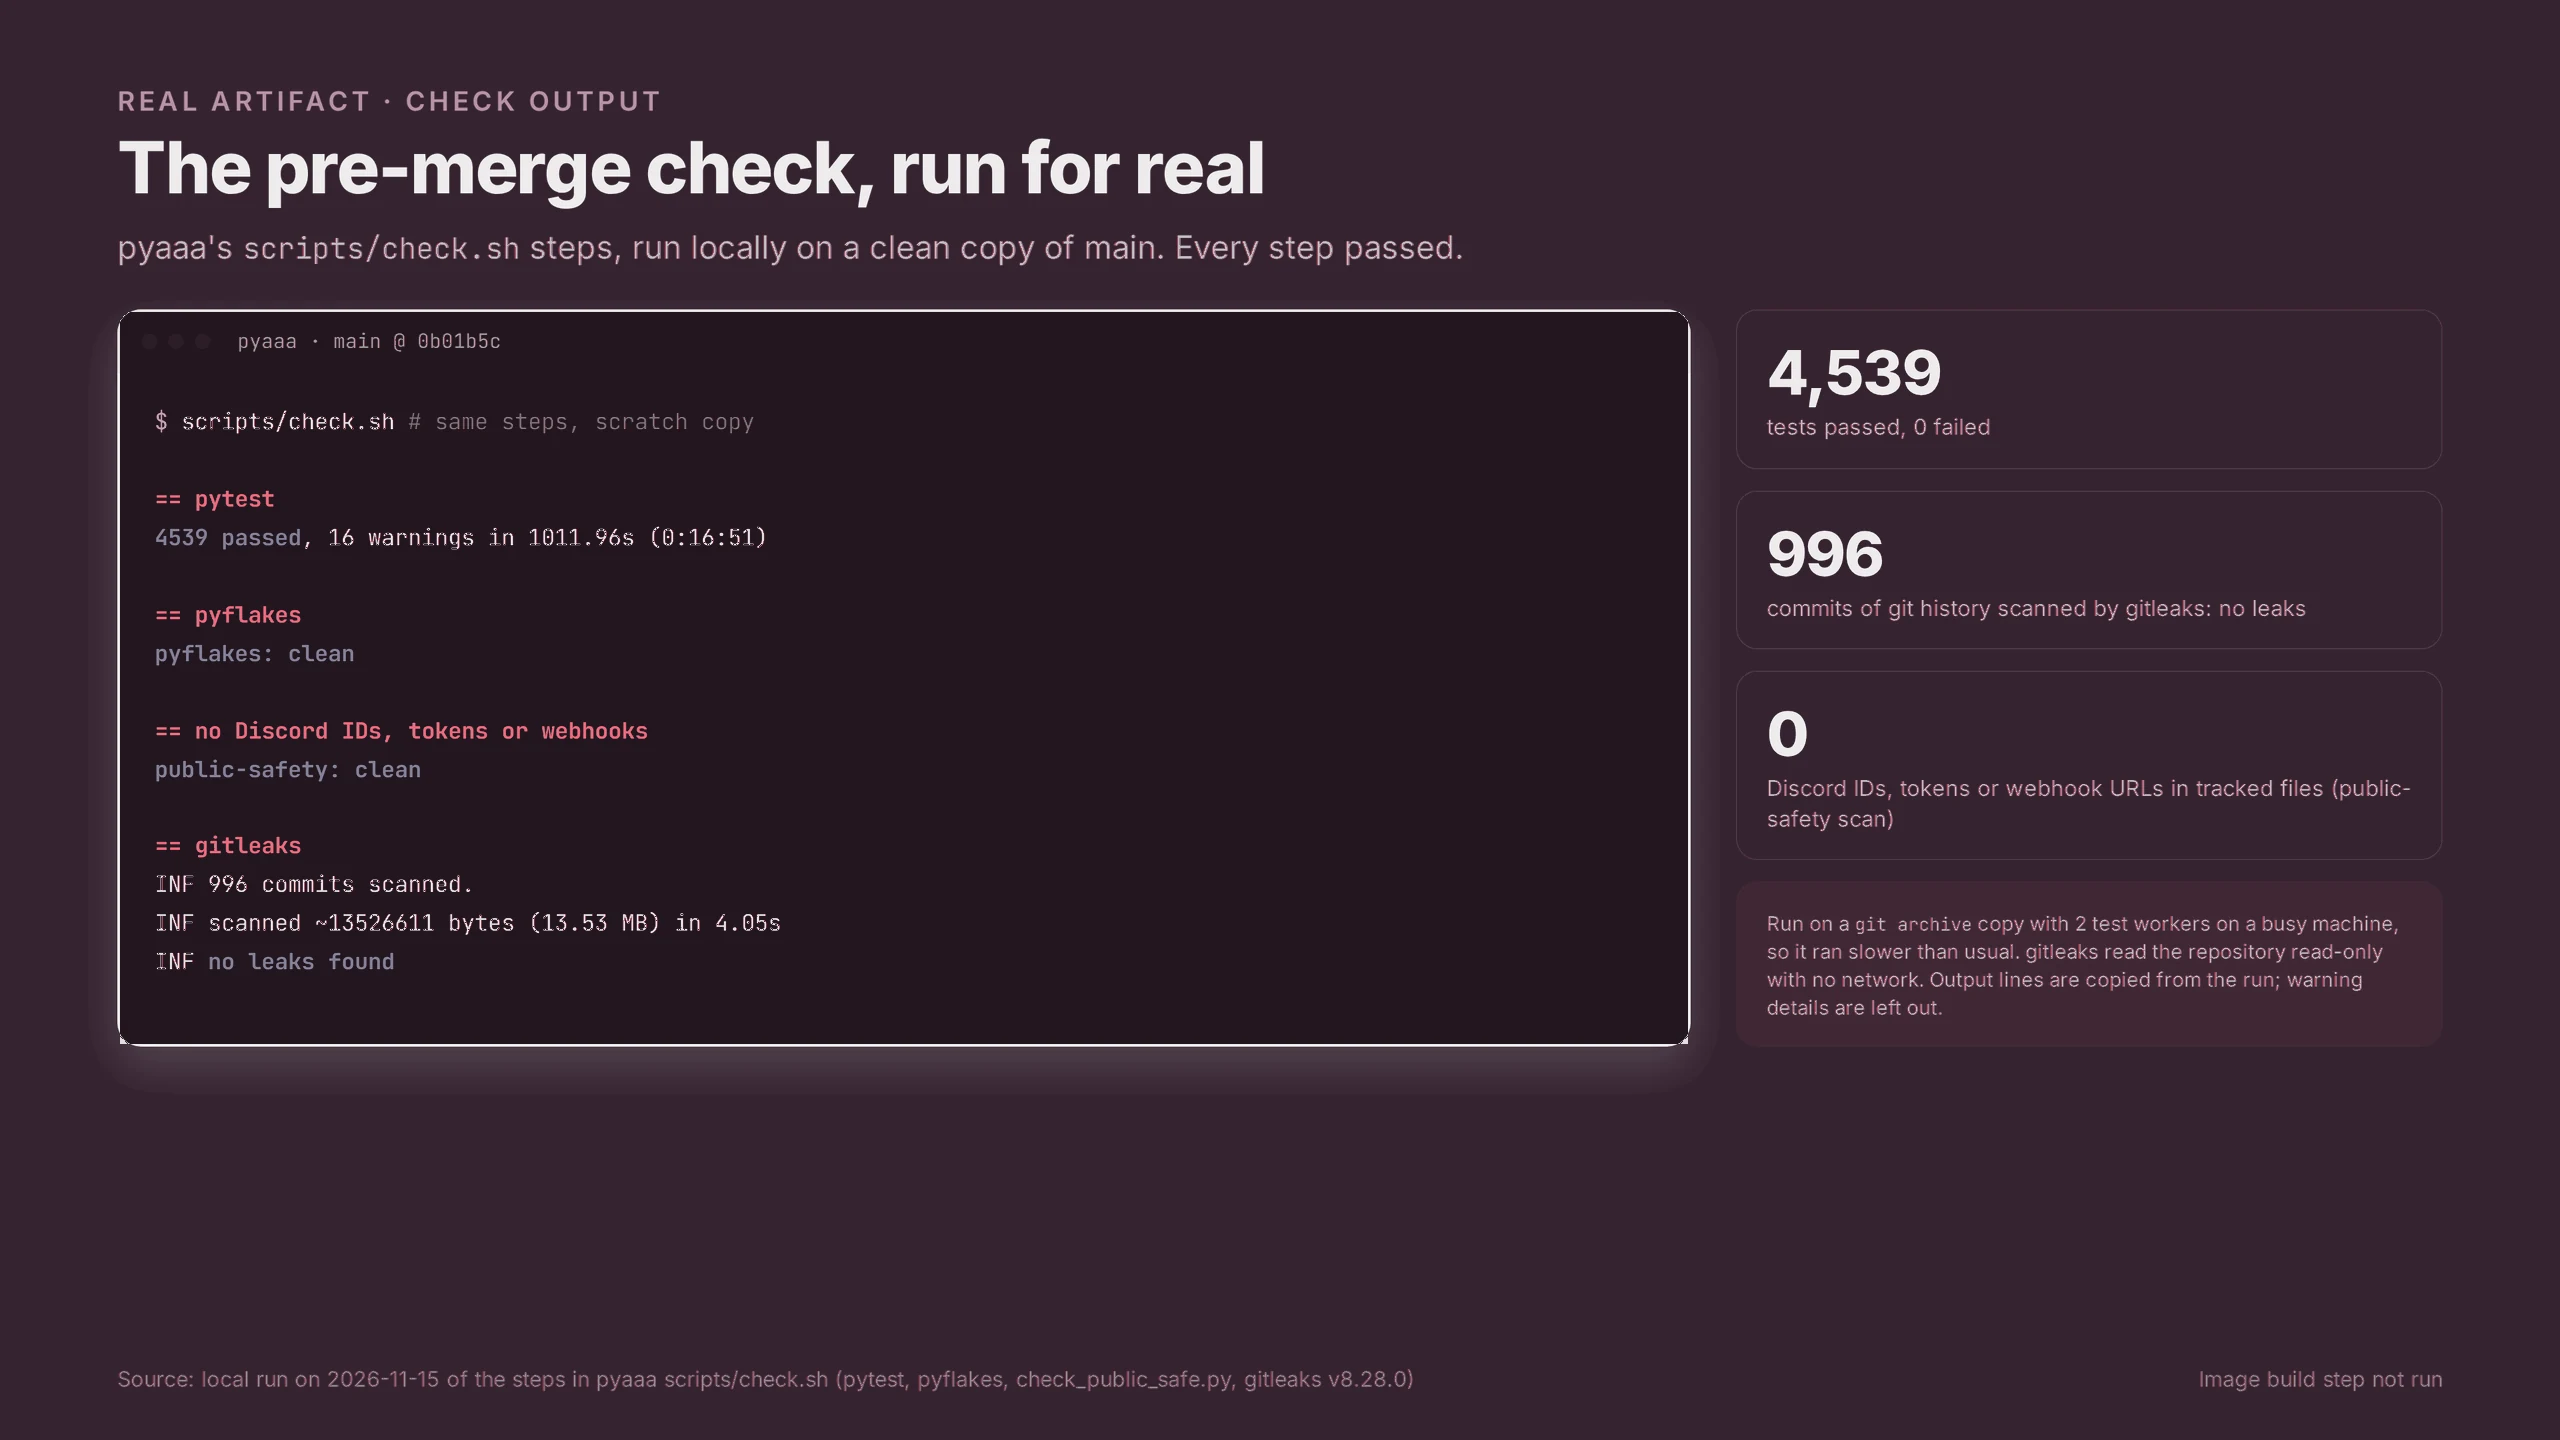 REAL ARTIFACT · CHECK OUTPUT
The pre-merge check, run for real
pyaaa's scripts/check.sh steps, run locally on a clean copy of main. Every step passed.
pyaaa · main @ 0b01b5c
$ scripts/check.sh # same steps, scratch copy
== pytest
4539 passed, 16 warnings in 1011.96s (0:16:51)
== pyflakes
pyflakes: clean
== no Discord IDs, tokens or webhooks
public-safety: clean
== gitleaks
INF 996 commits scanned.
INF scanned ~13526611 bytes (13.53 MB) in 4.05s
INF no leaks found
4,539
tests passed, 0 failed
996
commits of git history scanned by gitleaks: no leaks
0
Discord IDs, tokens or webhook URLs in tracked files (public-
safety scan)
Run on a git archive copy with 2 test workers on a busy machine,
so it ran slower than usual. gitleaks read the repository read-only
with no network. Output lines are copied from the run; warning
details are left out.
Source: local run on 2026-11-15 of the steps in pyaaa scripts/check.sh (pytest, pyflakes, check_public_safe.py, gitleaks v8.28.0)
Image build step not run